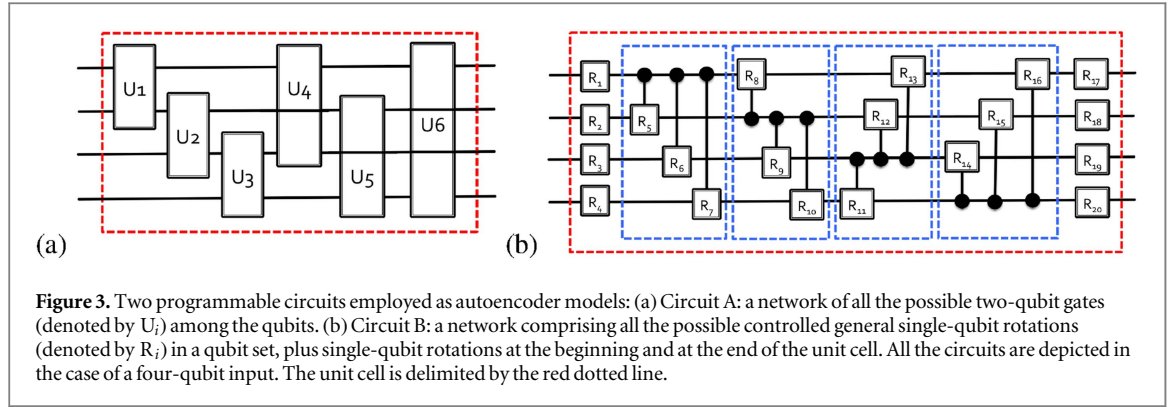 U1
U2
U3
U4
U5
U6
(a)
R1
R2
R3
R4
R5
R6
R7
R8
R9
R10
R11
R12
R13
R14
R15
R16
R17
R18
R19
R20
(b)
Figure 3. Two programmable circuits employed as autoencoder models: (a) Circuit A: a network of all the possible two-qubit gates
(denoted by Ui) among the qubits. (b) Circuit B: a network comprising all the possible controlled general single-qubit rotations
(denoted by Ri) in a qubit set, plus single-qubit rotations at the beginning and at the end of the unit cell. All the circuits are depicted in
the case of a four-qubit input. The unit cell is delimited by the red dotted line.